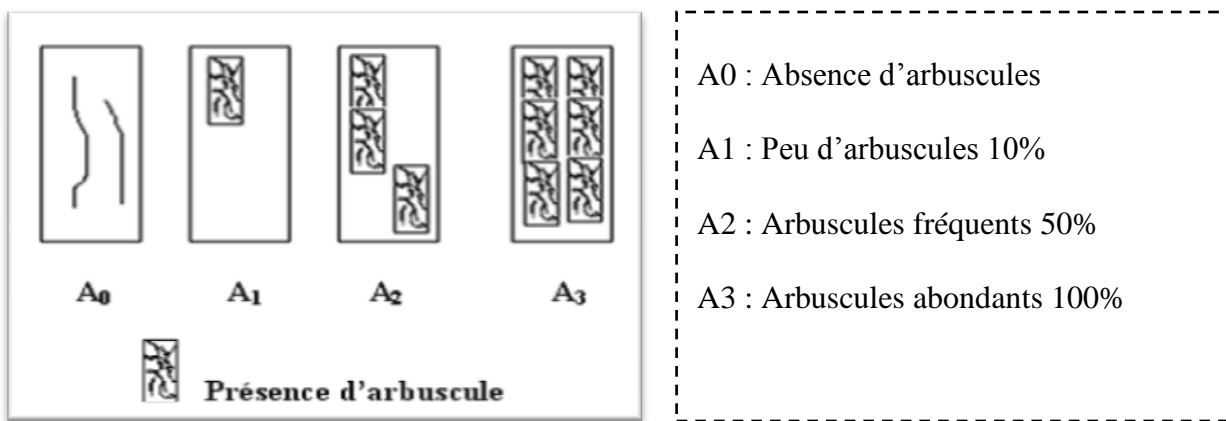 A0 A1 A2 A3
Présence d'arbuscule
A0 : Absence d'arbuscules
A1 : Peu d'arbuscules 10%
A2 : Arbuscules fréquents 50%
A3 : Arbuscules abondants 100%